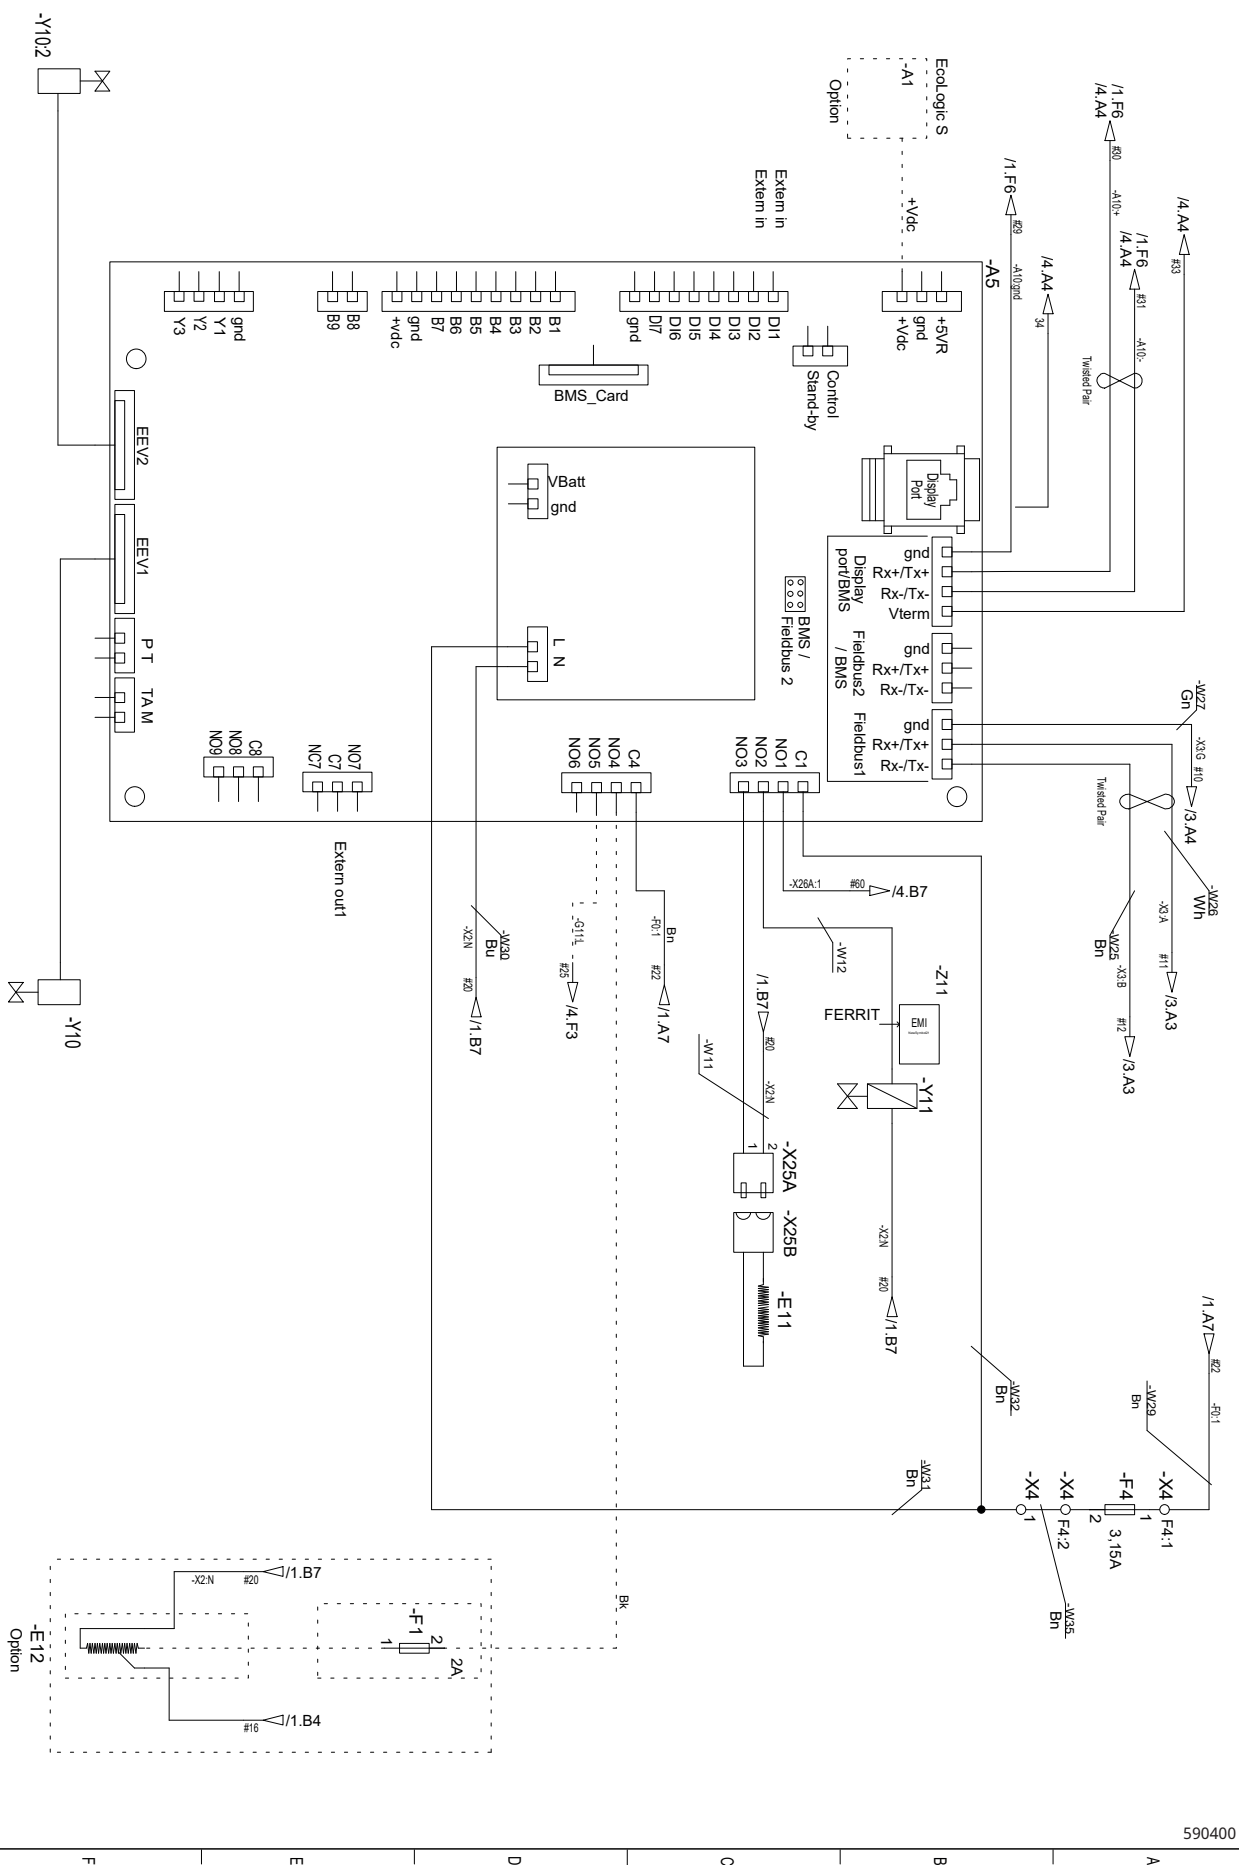 -Y10:2
EcoLogic S
-A1
Option
+Vdc
Extern in
Extern in
/1.F6
/4.A4
#30
-A10:+
/1.F6
/4.A4
#31
-A10:-
/4.A4
#33
/1.F6
#29
-A10:gnd
/4.A4
34
Twisted Pair
-A5
+5VR
gnd
+Vdc
Control
Stand-by
DI1
DI2
DI3
DI4
DI5
DI6
DI7
gnd
B1
B2
B3
B4
B5
B6
B7
gnd
+vdc
B8
B9
gnd
Y1
Y2
Y3
BMS_Card
EEV2
EEV1
P T
TA M
VBatt
gnd
L
N
Display
Port
gnd
Rx+/Tx+
Rx-/Tx-
Vterm
Display
port/BMS
gnd
Rx+/Tx+
Rx-/Tx-
Fieldbus2
/ BMS
gnd
Rx+/Tx+
Rx-/Tx-
Fieldbus1
BMS /
Fieldbus 2
C1
NO1
NO2
NO3
C4
NO4
NO5
NO6
NO7
C7
NC7
C8
NO8
NO9
Extern out1
-W27
Gn
-X3:G
#10
/3.A4
Twisted Pair
-W26
Wh
-X3:A
#11
/3.A3
-W25
Bn
-X3:B
#12
/3.A3
-X26A:1
#60
/4.B7
-W12
-Z11
FERRIT
EMI
-Y11
-X2:N
#20
/1.B7
/1.B7
#20
-X2:N
-W11
1
2
-X25A
-X25B
-E11
Bn
-F0:1
#22
/1.A7
-G11:L
#25
/4.F3
-W30
Bu
-X2:N
#20
/1.B7
-Y10
/1.A7
#22
-F0:1
-W29
Bn
-W32
Bn
-W31
Bn
-X4
F4:1
-F4
1
2
3,15A
-X4
F4:2
-X4
1
-W35
Bn
Bk
/1.B7
#20
-X2:N
-F1
1
2
2A
-E12
Option
/1.B4
#16
590400
F
E
D
C
B
A